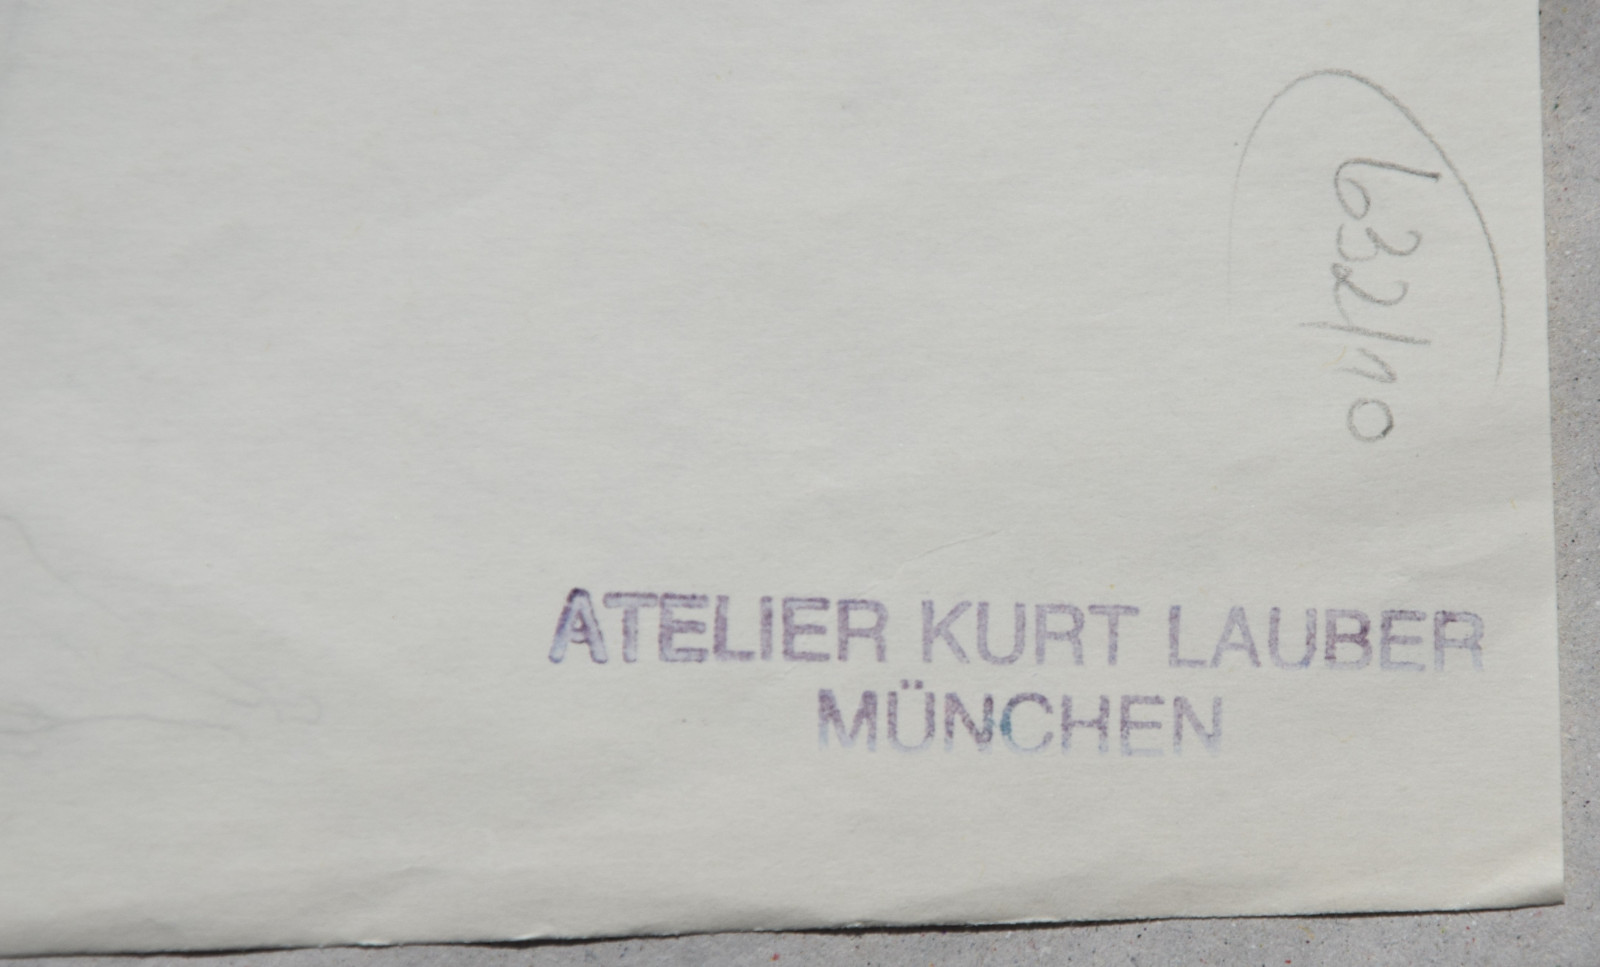 632/10
ATELIER KURT LAUBER
MÜNCHEN